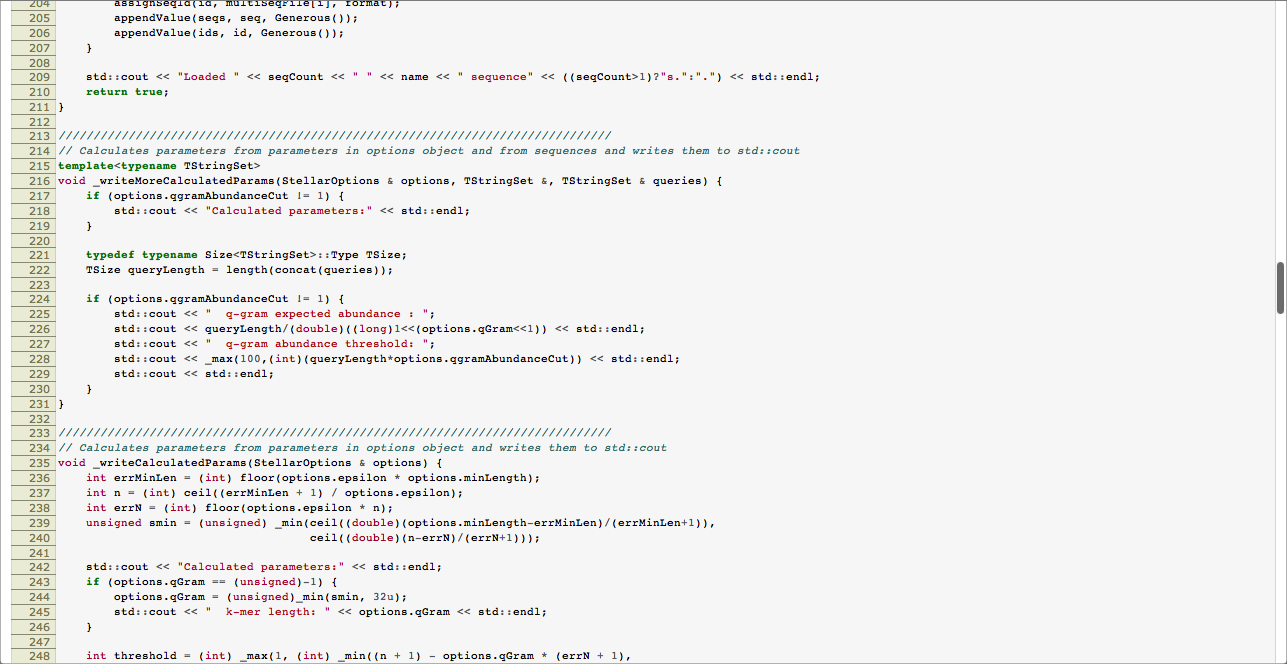 204         assignSeqId(id, multiSeqFile[i], format);
205         appendValue(seqs, seq, Generous());
206         appendValue(ids, id, Generous());
207     }
208
209     std::cout << "Loaded " << seqCount << " " << name << " sequence" << ((seqCount>1)?"s.":".") << std::endl;
210     return true;
211 }
212
213 ///////////////////////////////////////////////////////////////////////////////
214 // Calculates parameters from parameters in options object and from sequences and writes them to std::cout
215 template<typename TStringSet>
216 void _writeMoreCalculatedParams(StellarOptions & options, TStringSet &, TStringSet & queries) {
217     if (options.qgramAbundanceCut != 1) {
218         std::cout << "Calculated parameters:" << std::endl;
219     }
220
221     typedef typename Size<TStringSet>::Type TSize;
222     TSize queryLength = length(concat(queries));
223
224     if (options.qgramAbundanceCut != 1) {
225         std::cout << "  q-gram expected abundance : ";
226         std::cout << queryLength/(double)((long)1<<(options.qGram<<1)) << std::endl;
227         std::cout << "  q-gram abundance threshold: ";
228         std::cout << _max(100,(int)(queryLength*options.qgramAbundanceCut)) << std::endl;
229         std::cout << std::endl;
230     }
231 }
232
233 ///////////////////////////////////////////////////////////////////////////////
234 // Calculates parameters from parameters in options object and writes them to std::cout
235 void _writeCalculatedParams(StellarOptions & options) {
236     int errMinLen = (int) floor(options.epsilon * options.minLength);
237     int n = (int) ceil((errMinLen + 1) / options.epsilon);
238     int errN = (int) floor(options.epsilon * n);
239     unsigned smin = (unsigned) _min(ceil((double)(options.minLength-errMinLen)/(errMinLen+1)),
240                                     ceil((double)(n-errN)/(errN+1)));
241
242     std::cout << "Calculated parameters:" << std::endl;
243     if (options.qGram == (unsigned)-1) {
244         options.qGram = (unsigned)_min(smin, 32u);
245         std::cout << "  k-mer length: " << options.qGram << std::endl;
246     }
247
248     int threshold = (int) _max(1, (int) _min((n + 1) - options.qGram * (errN + 1),